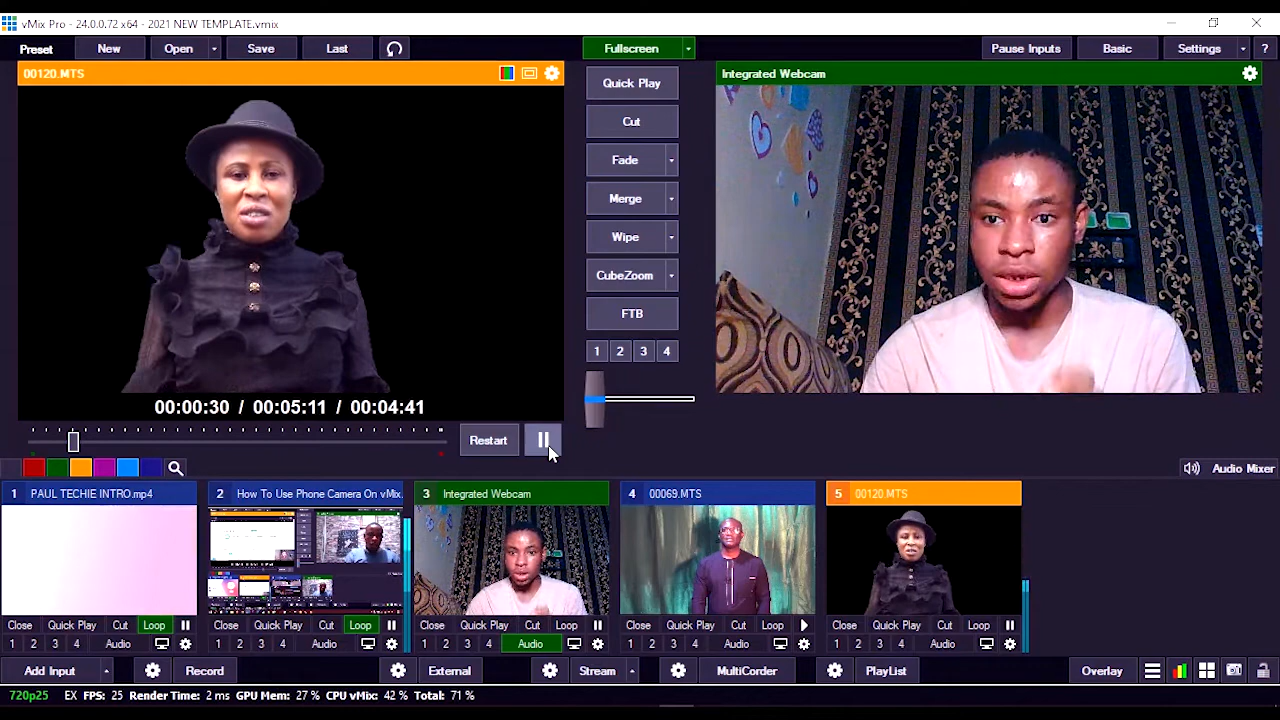 vMix Pro - 24.0.0.72 x64 - 2021 NEW TEMPLATE.vmix
Preset New Open Save Last Fullscreen Pause Inputs Basic Settings ?
00120.MTS
Integrated Webcam
Quick Play
Cut
Fade
Merge
Wipe
CubeZoom
FTB
1 2 3 4
00:00:30 / 00:05:11 / 00:04:41
Restart
Audio Mixer
1 PAUL TECHIE INTRO.mp4
2 How To Use Phone Camera On vMix.
3 Integrated Webcam
4 00069.MTS
5 00120.MTS
Close Quick Play Cut Loop
1 2 3 4 Audio
Close Quick Play Cut Loop
1 2 3 4 Audio
Close Quick Play Cut Loop
1 2 3 4 Audio
Close Quick Play Cut Loop
1 2 3 4 Audio
Close Quick Play Cut Loop
1 2 3 4 Audio
Add Input Record External Stream MultiCorder PlayList Overlay
720p25 EX FPS: 25 Render Time: 2 ms GPU Mem: 27 % CPU vMix: 42 % Total: 71 %